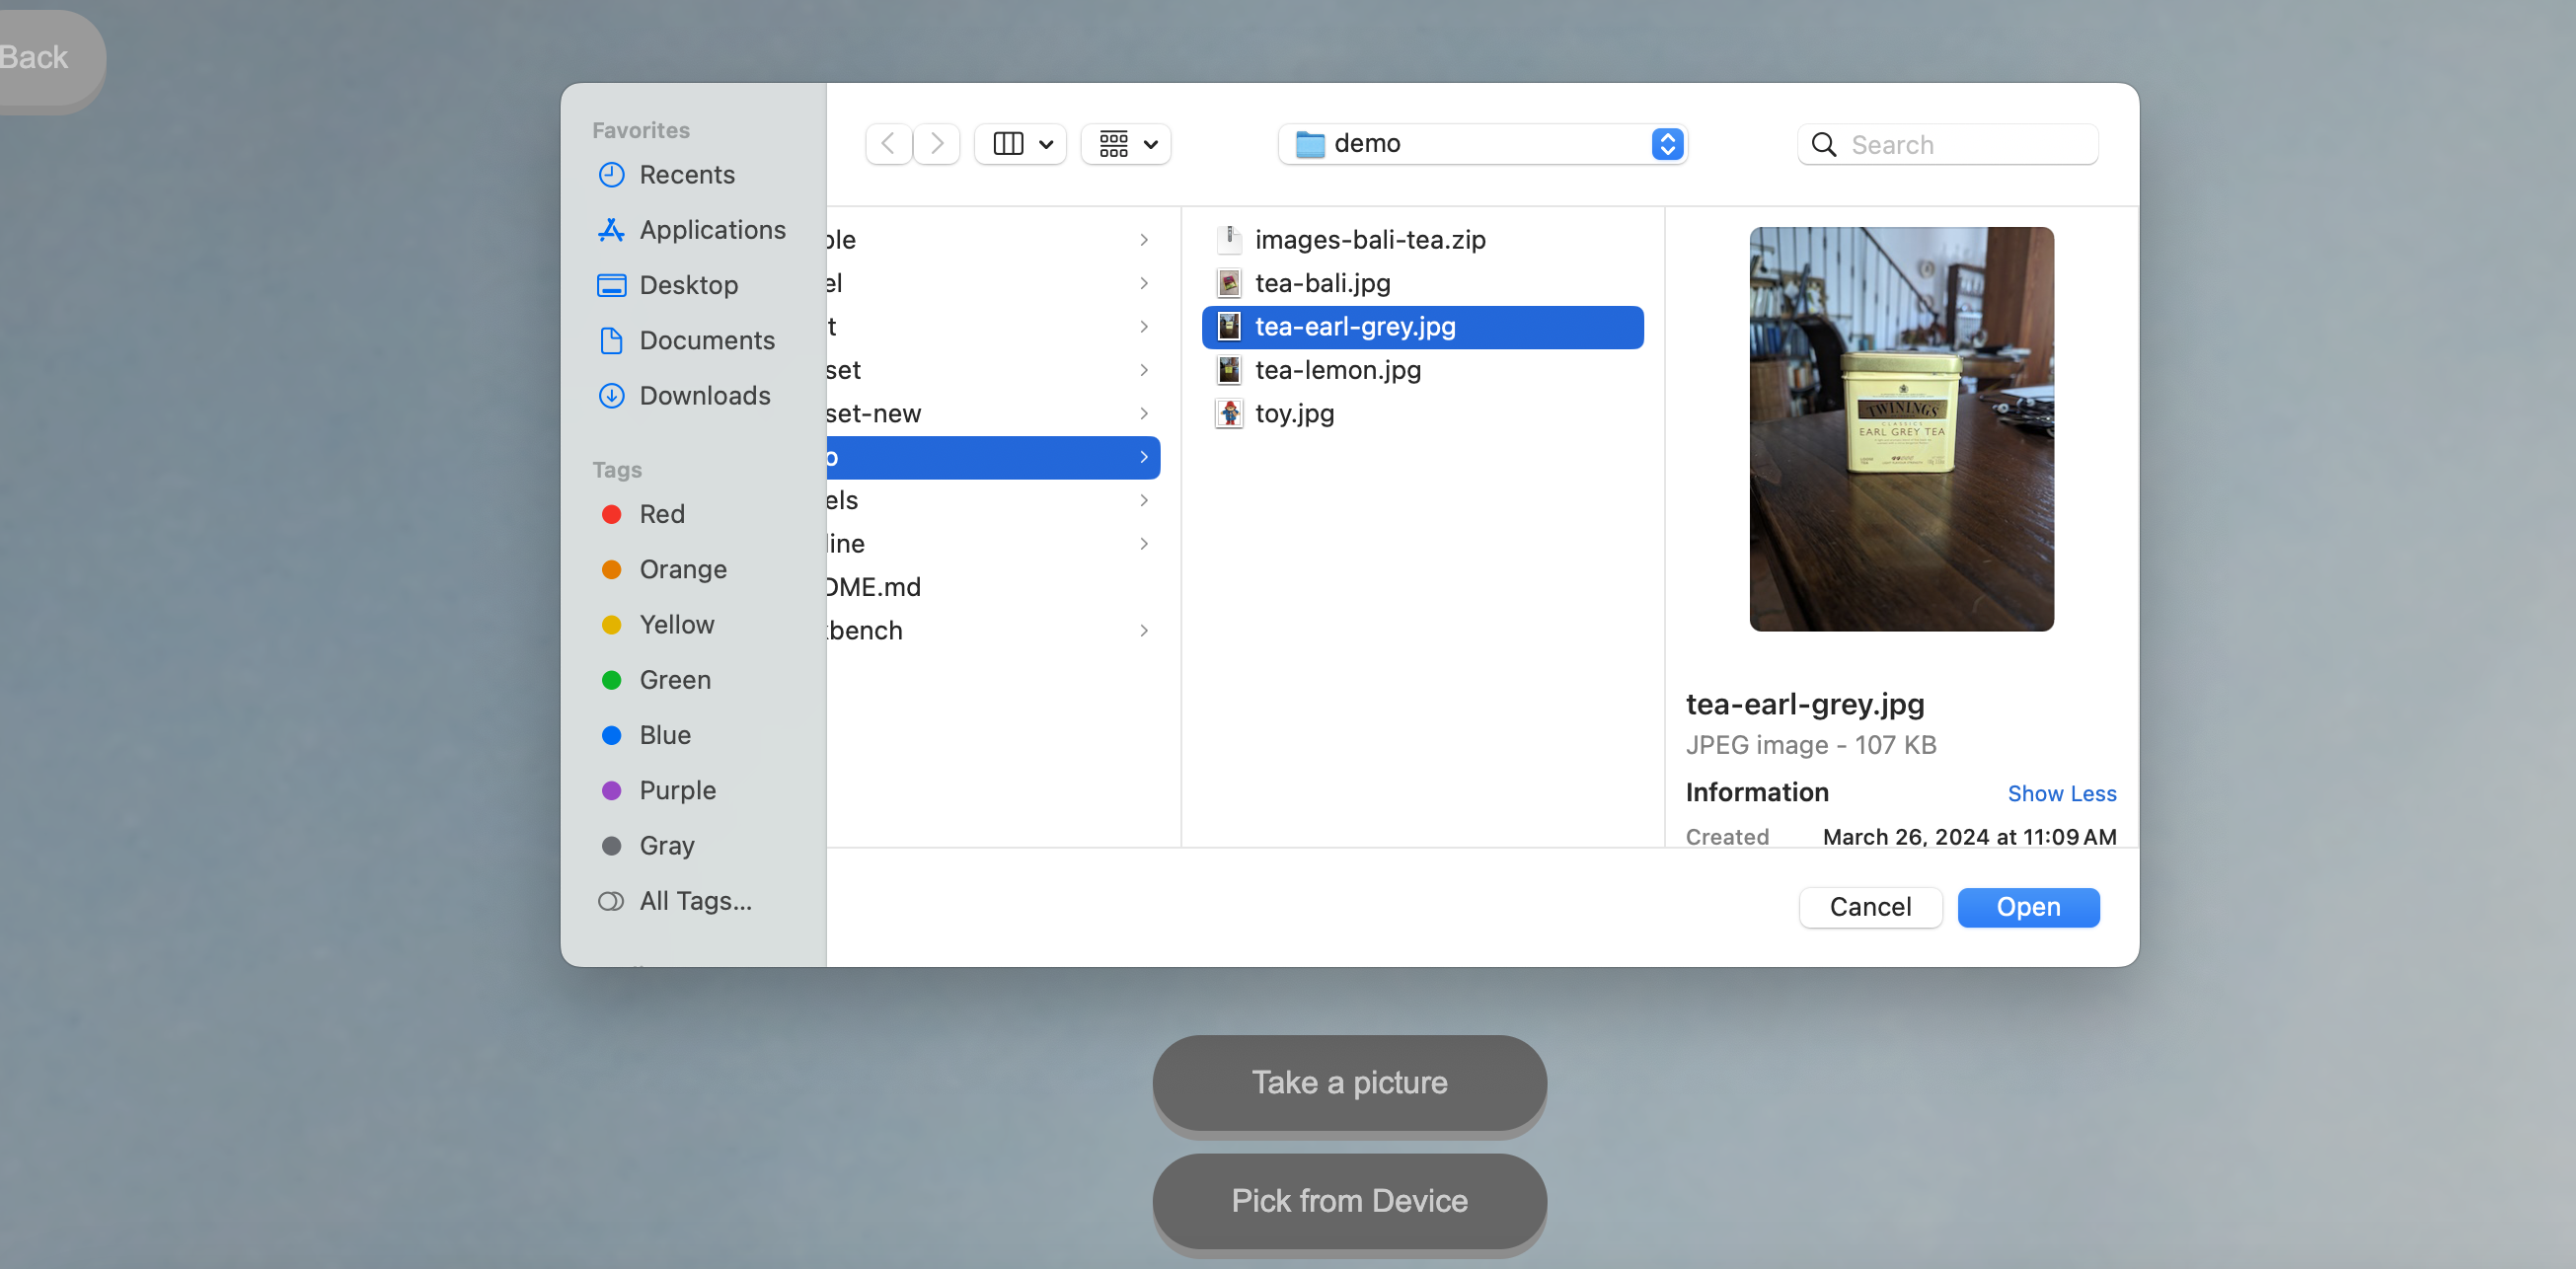 Back
Favorites
Recents
Applications
Desktop
Documents
Downloads
Tags
Red
Orange
Yellow
Green
Blue
Purple
Gray
All Tags...
demo
Search
ble
el
t
set
set-new
o
els
line
OME.md
bench
images-bali-tea.zip
tea-bali.jpg
tea-earl-grey.jpg
tea-lemon.jpg
toy.jpg
TWININGS
CLASSICS
EARL GREY TEA
tea-earl-grey.jpg
JPEG image - 107 KB
Information Show Less
Created March 26, 2024 at 11:09 AM
Cancel Open
Take a picture
Pick from Device